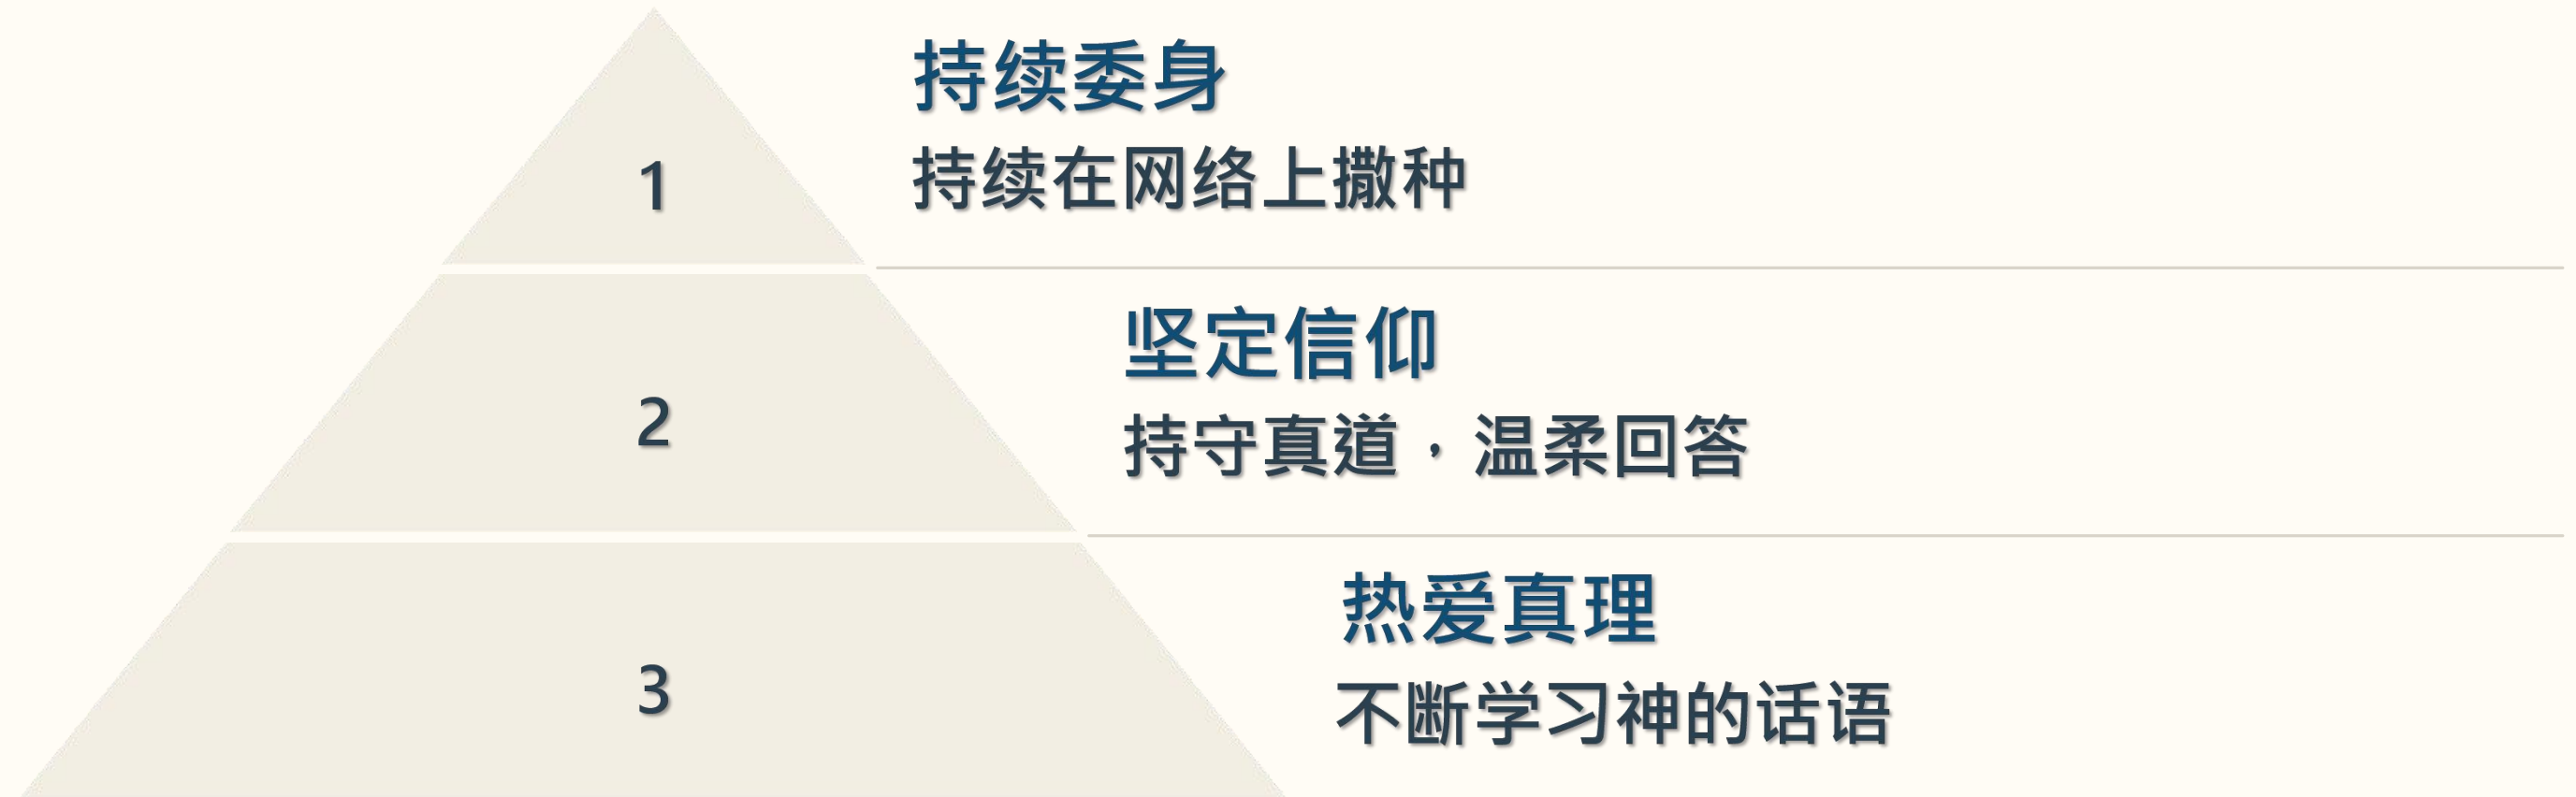 1
持续委身
持续在网络上撒种
2
坚定信仰
持守真道，温柔回答
3
热爱真理
不断学习神的话语